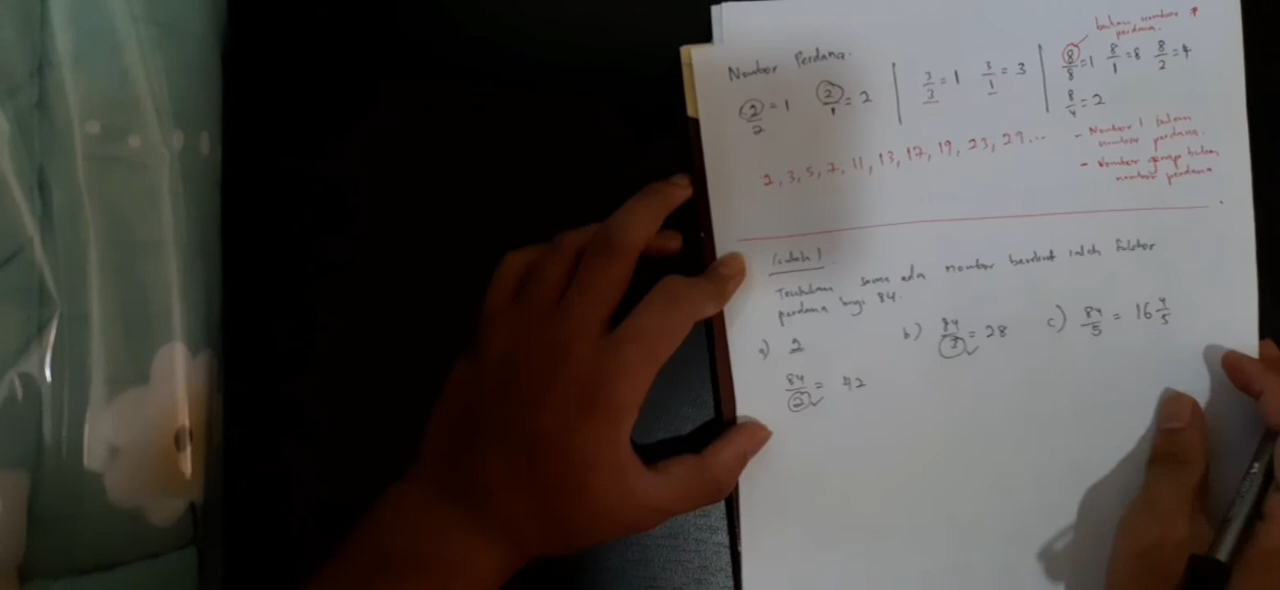 Nombor Perdana.
2/2 = 1 2/1 = 2 | 3/3 = 1 3/1 = 3 | 8/8 = 1 8/1 = 8 8/2 = 4
8/4 = 2
bukan nombor
perdana.
2, 3, 5, 7, 11, 13, 17, 19, 23, 29...
- Nombor 1 bukan
nombor perdana.
- Nombor genap bukan
nombor perdana
Contoh 1
Tentukan sama ada nombor berikut ialah faktor
perdana bagi 84.
a) 2
84/2 = 42
b) 84/3 = 28
c) 84/5 = 16 4/5